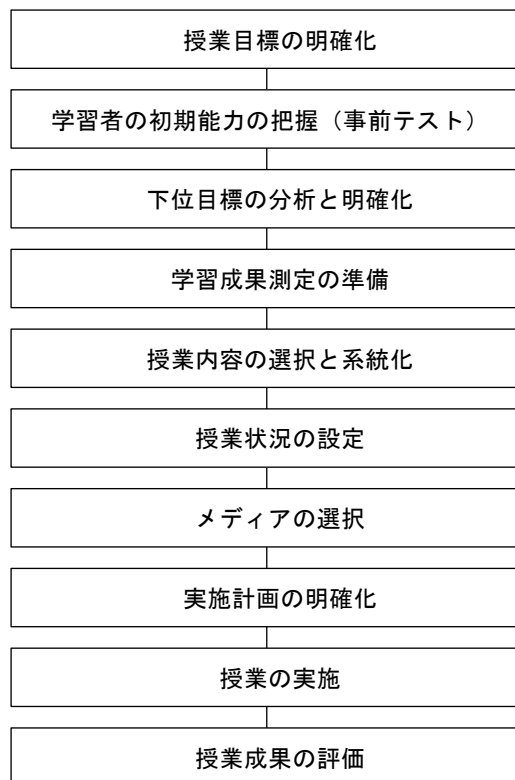 授業目標の明確化
学習者の初期能力の把握（事前テスト）
下位目標の分析と明確化
学習成果測定の準備
授業内容の選択と系統化
授業状況の設定
メディアの選択
実施計画の明確化
授業の実施
授業成果の評価